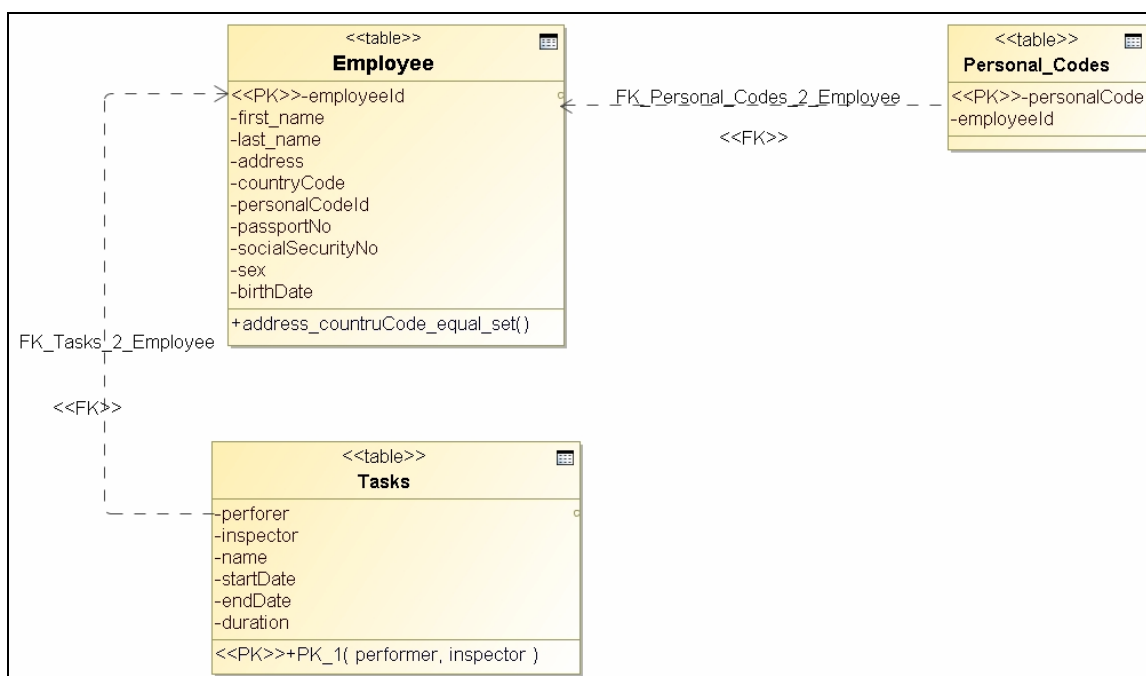 <<table>>
Employee
<<PK>>-employeeId
-first_name
-last_name
-address
-countryCode
-personalCodeId
-passportNo
-socialSecurityNo
-sex
-birthDate
+address_countruCode_equal_set()
<<table>>
Personal_Codes
<<PK>>-personalCode
-employeeId
FK_Personal_Codes_2_Employee
<<FK>>
FK_Tasks_2_Employee
<<FK>>
<<table>>
Tasks
-perforer
-inspector
-name
-startDate
-endDate
-duration
<<PK>>+PK_1( performer, inspector )